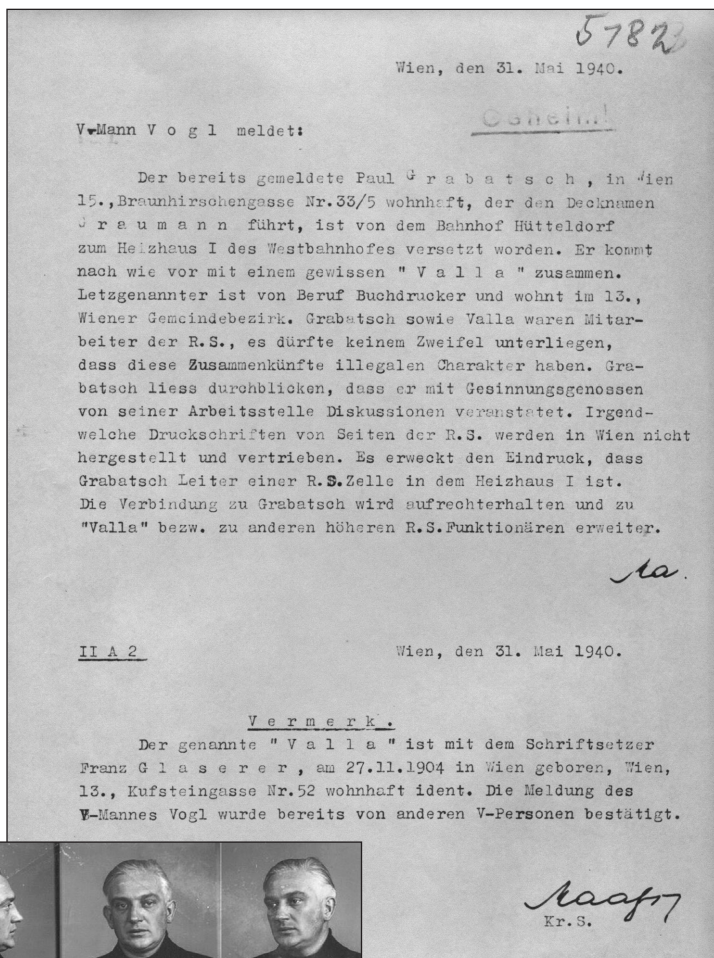 5782
Wien, den 31. Mai 1940.
Geheim!
V-Mann V o g l meldet:
Der bereits gemeldete Paul G r a b a t s c h , in Wien
15.,Braunhirschengasse Nr.33/5 wohnhaft, der den Decknamen
G r a u m a n n führt, ist von dem Bahnhof Hütteldorf
zum Heizhaus I des Westbahnhofes versetzt worden. Er kommt
nach wie vor mit einem gewissen " V a l l a " zusammen.
Letzgenannter ist von Beruf Buchdrucker und wohnt im 13.,
Wiener Gemeindebezirk. Grabatsch sowie Valla waren Mitar-
beiter der R.S., es dürfte keinem Zweifel unterliegen,
dass diese Zusammenkünfte illegalen Charakter haben. Gra-
batsch liess durchblicken, dass er mit Gesinnungsgenossen
von seiner Arbeitsstelle Diskussionen veranstatet. Irgend-
welche Druckschriften von Seiten der R.S. werden in Wien nicht
hergestellt und vertrieben. Es erweckt den Eindruck, dass
Grabatsch Leiter einer R.S.Zelle in dem Heizhaus I ist.
Die Verbindung zu Grabatsch wird aufrechterhalten und zu
"Valla" bezw. zu anderen höheren R.S.Funktionären erweiter.
II A 2
Wien, den 31. Mai 1940.
V e r m e r k .
Der genannte " V a l l a " ist mit dem Schriftsetzer
Franz G l a s e r e r , am 27.11.1904 in Wien geboren, Wien,
13., Kufsteingasse Nr.52 wohnhaft ident. Die Meldung des
V-Mannes Vogl wurde bereits von anderen V-Personen bestätigt.
Kr.S.